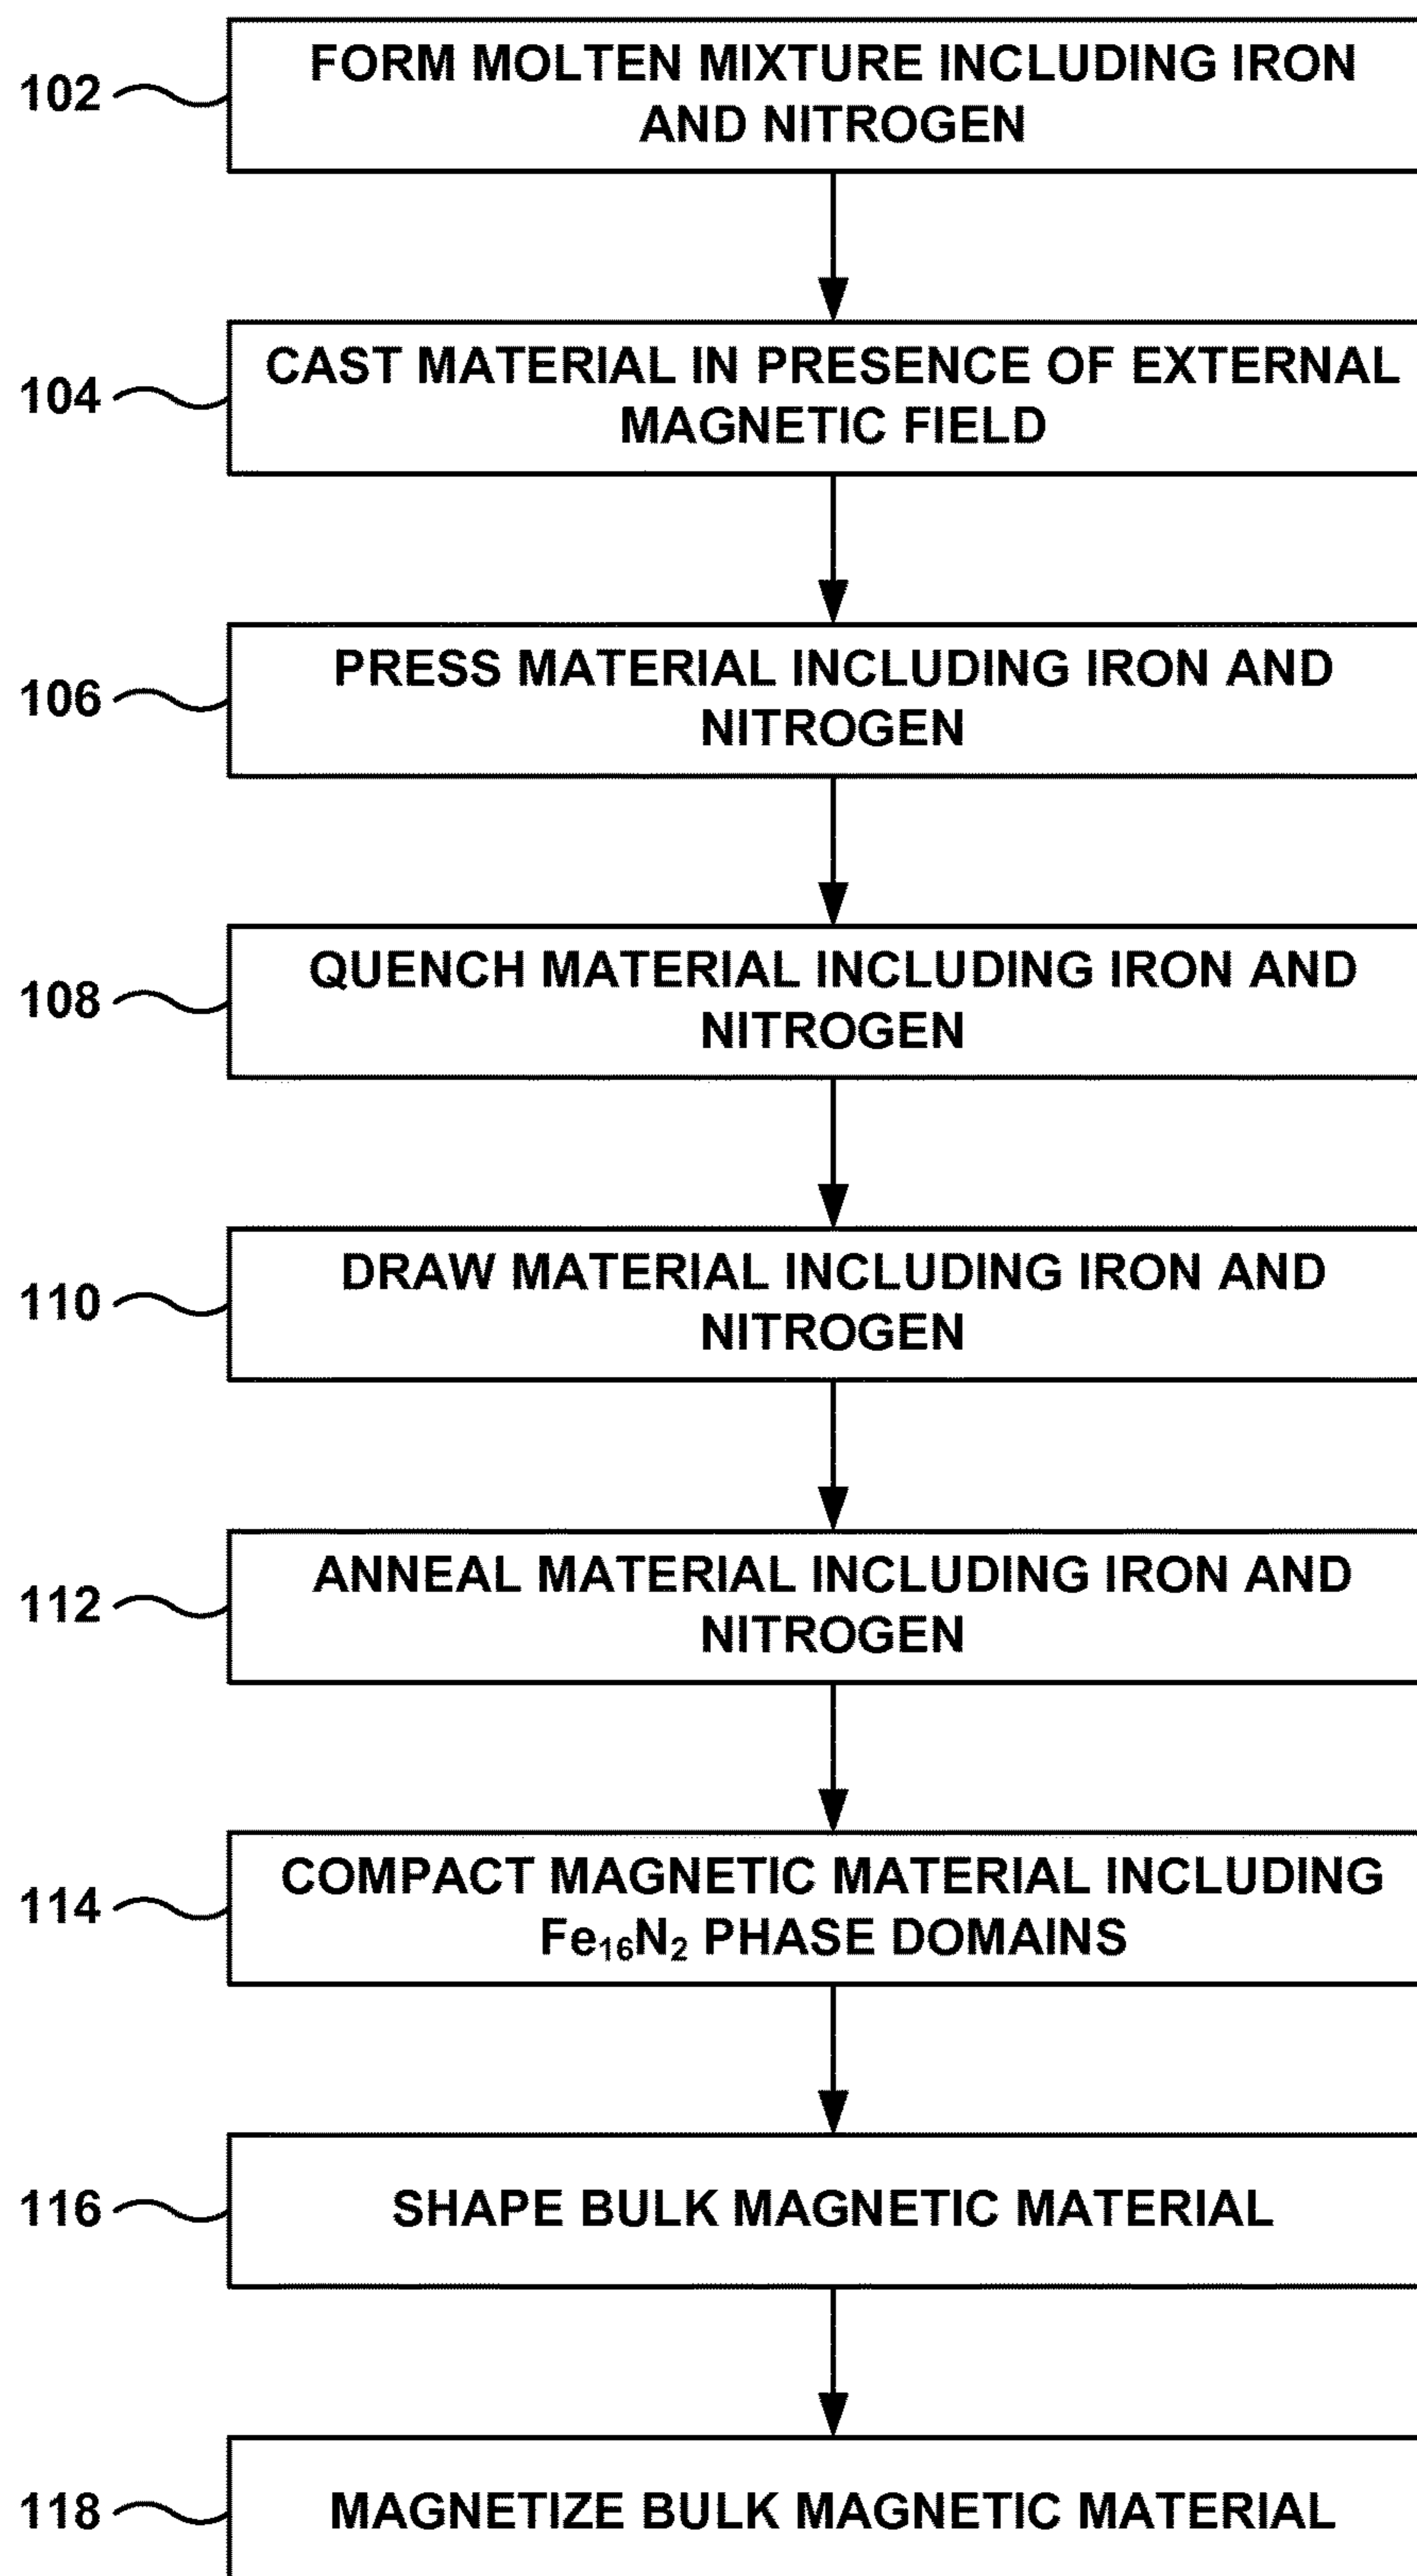 102
FORM MOLTEN MIXTURE INCLUDING IRON
AND NITROGEN
104
CAST MATERIAL IN PRESENCE OF EXTERNAL
MAGNETIC FIELD
106
PRESS MATERIAL INCLUDING IRON AND
NITROGEN
108
QUENCH MATERIAL INCLUDING IRON AND
NITROGEN
110
DRAW MATERIAL INCLUDING IRON AND
NITROGEN
112
ANNEAL MATERIAL INCLUDING IRON AND
NITROGEN
114
COMPACT MAGNETIC MATERIAL INCLUDING
Fe₁₆N₂ PHASE DOMAINS
116
SHAPE BULK MAGNETIC MATERIAL
118
MAGNETIZE BULK MAGNETIC MATERIAL